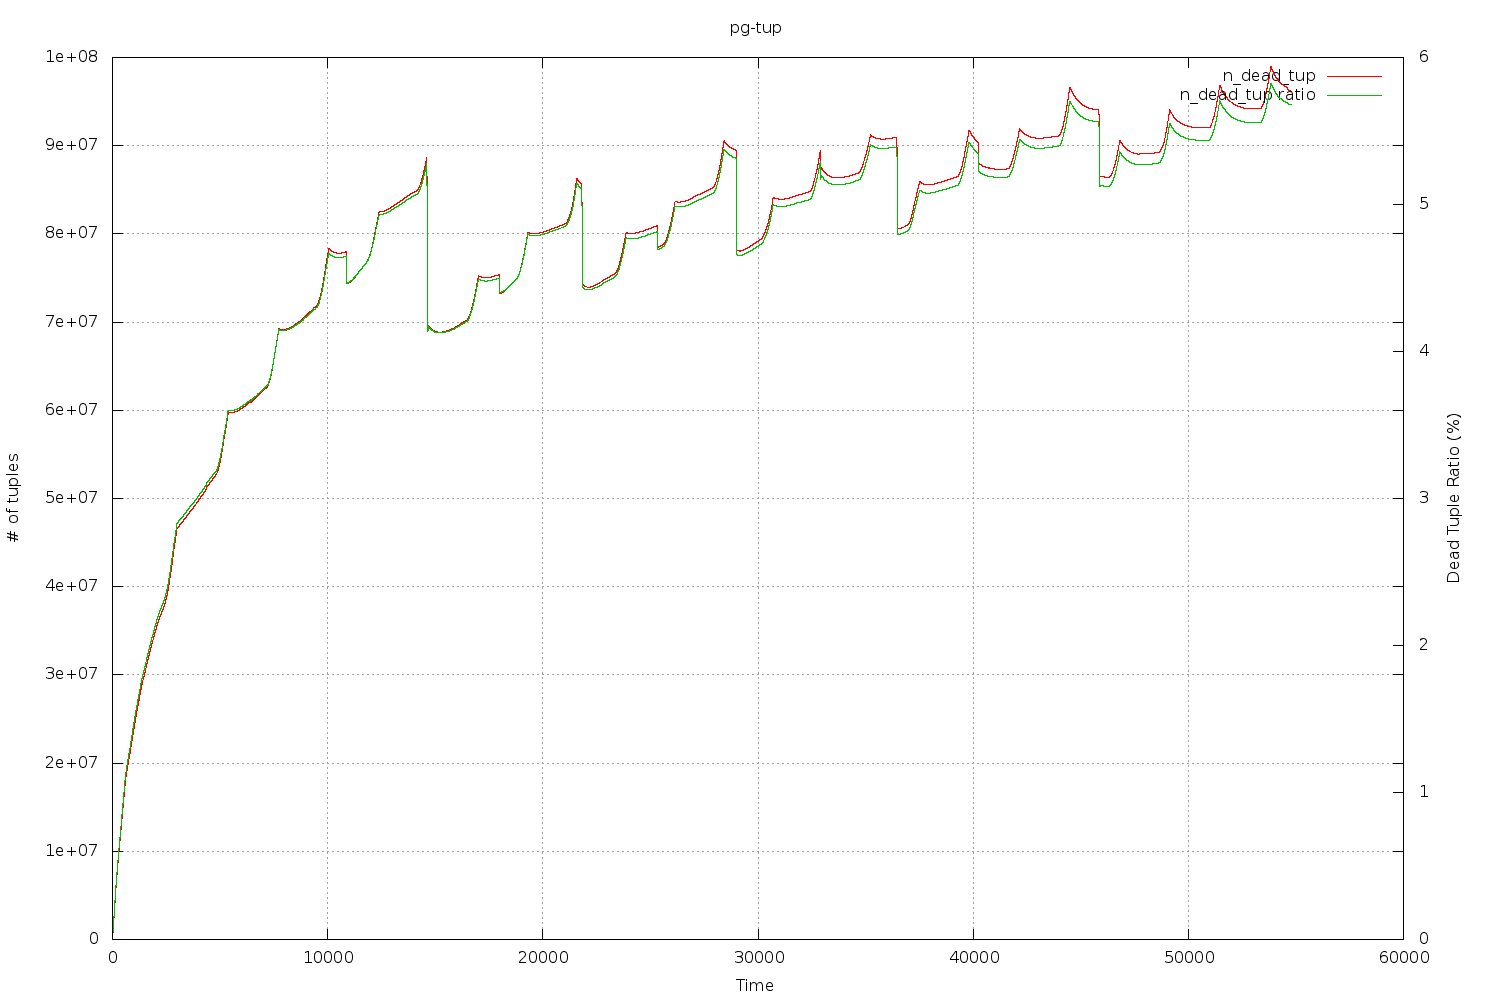 pg-tup
1e+08
9e+07
8e+07
7e+07
6e+07
5e+07
4e+07
3e+07
2e+07
1e+07
0
# of tuples
6
5
4
3
2
1
0
Dead Tuple Ratio (%)
n_dead_tup
n_dead_tup ratio
0 10000 20000 30000 40000 50000 60000
Time